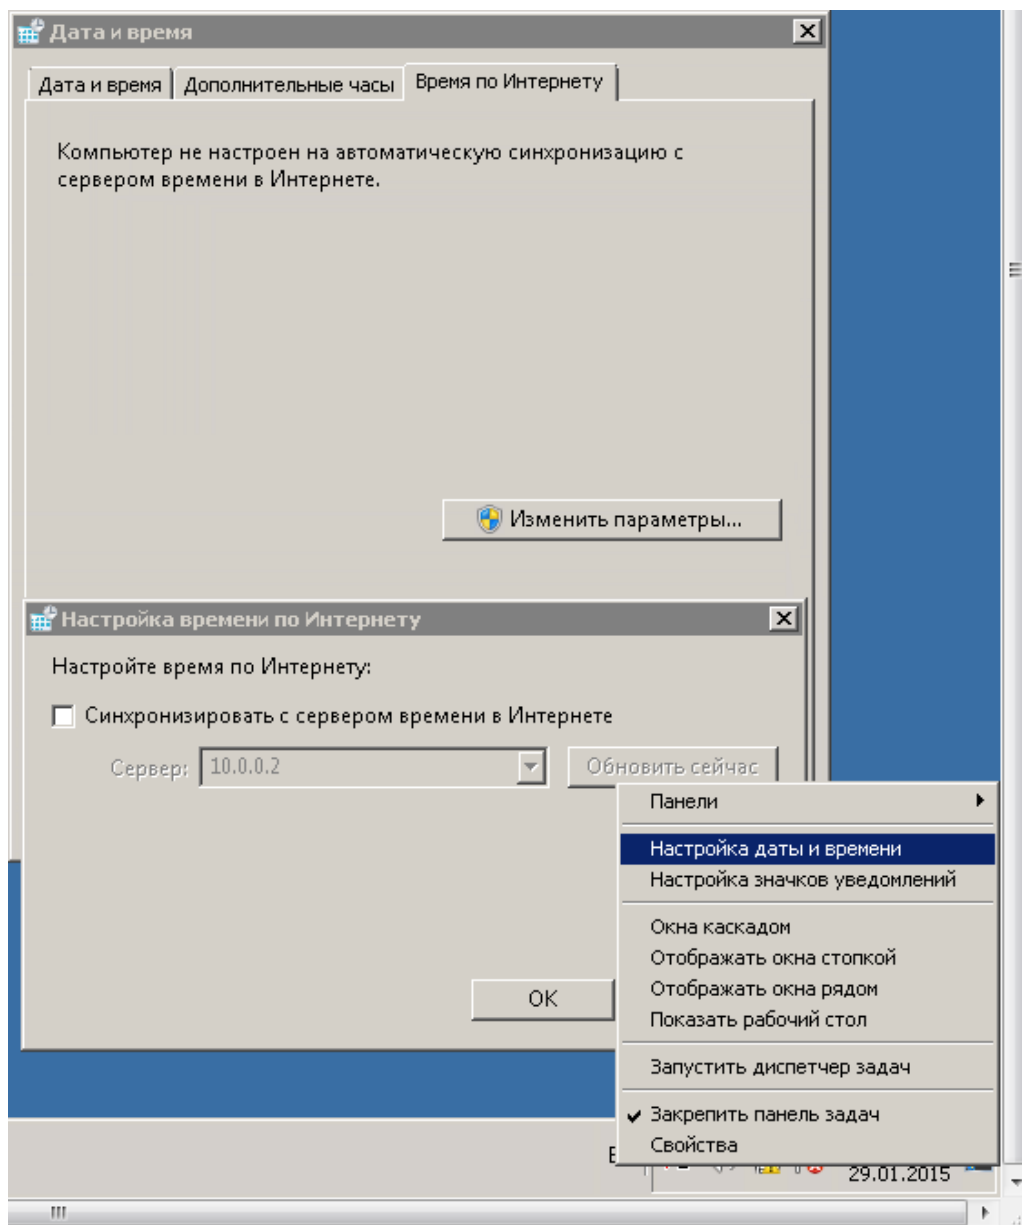 Дата и время
Дата и время
Дополнительные часы
Время по Интернету
Компьютер не настроен на автоматическую синхронизацию с
сервером времени в Интернете.
Изменить параметры...
Настройка времени по Интернету
Настройте время по Интернету:
Синхронизировать с сервером времени в Интернете
Сервер: 10.0.0.2
Обновить сейчас
OK
Панели
Настройка даты и времени
Настройка значков уведомлений
Окна каскадом
Отображать окна стопкой
Отображать окна рядом
Показать рабочий стол
Запустить диспетчер задач
Закрепить панель задач
Свойства
29.01.2015